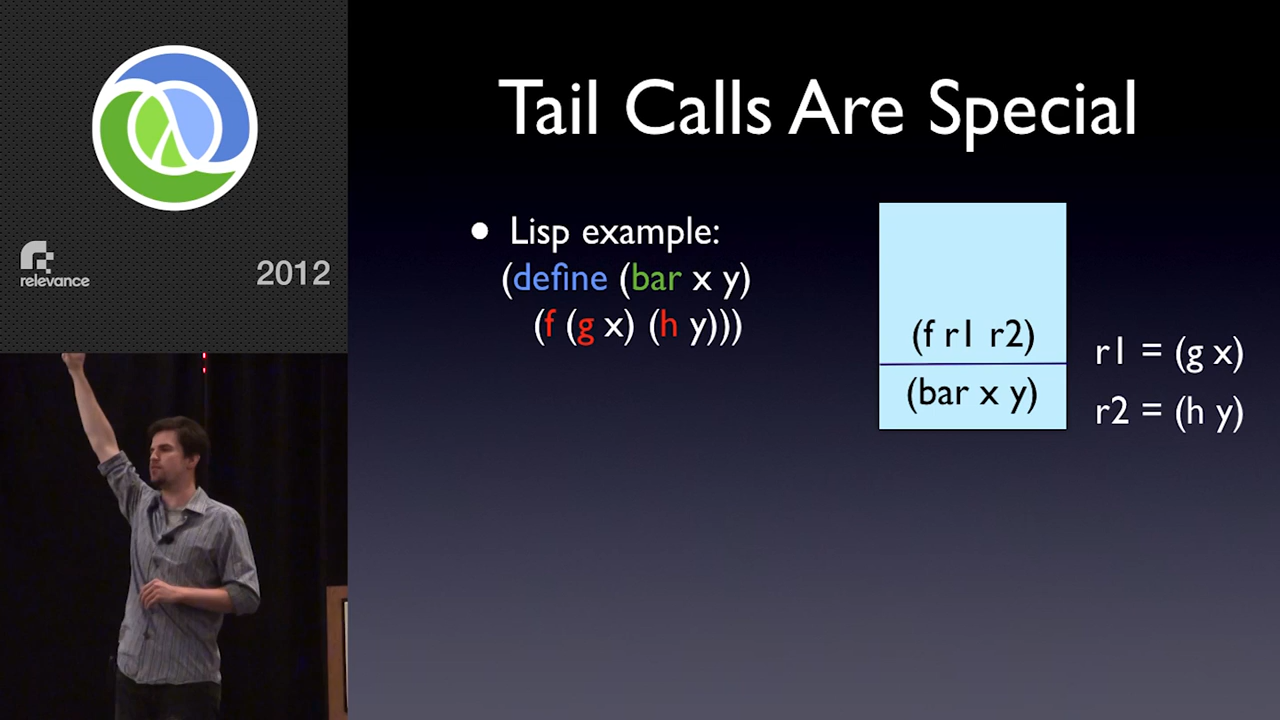 relevance
2012
Tail Calls Are Special
• Lisp example:
(define (bar x y)
(f (g x) (h y)))
(f r1 r2)
(bar x y)
r1 = (g x)
r2 = (h y)